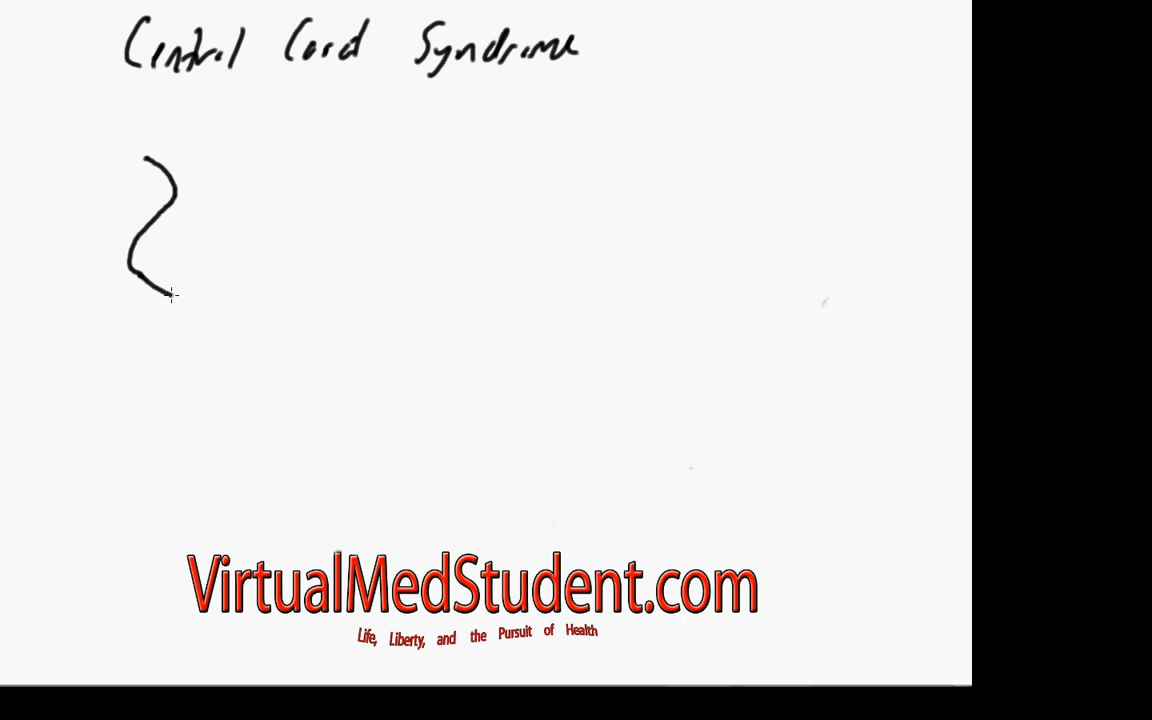 Central Cord Syndrome
VirtualMedStudent.com
Life, Liberty, and the Pursuit of Health